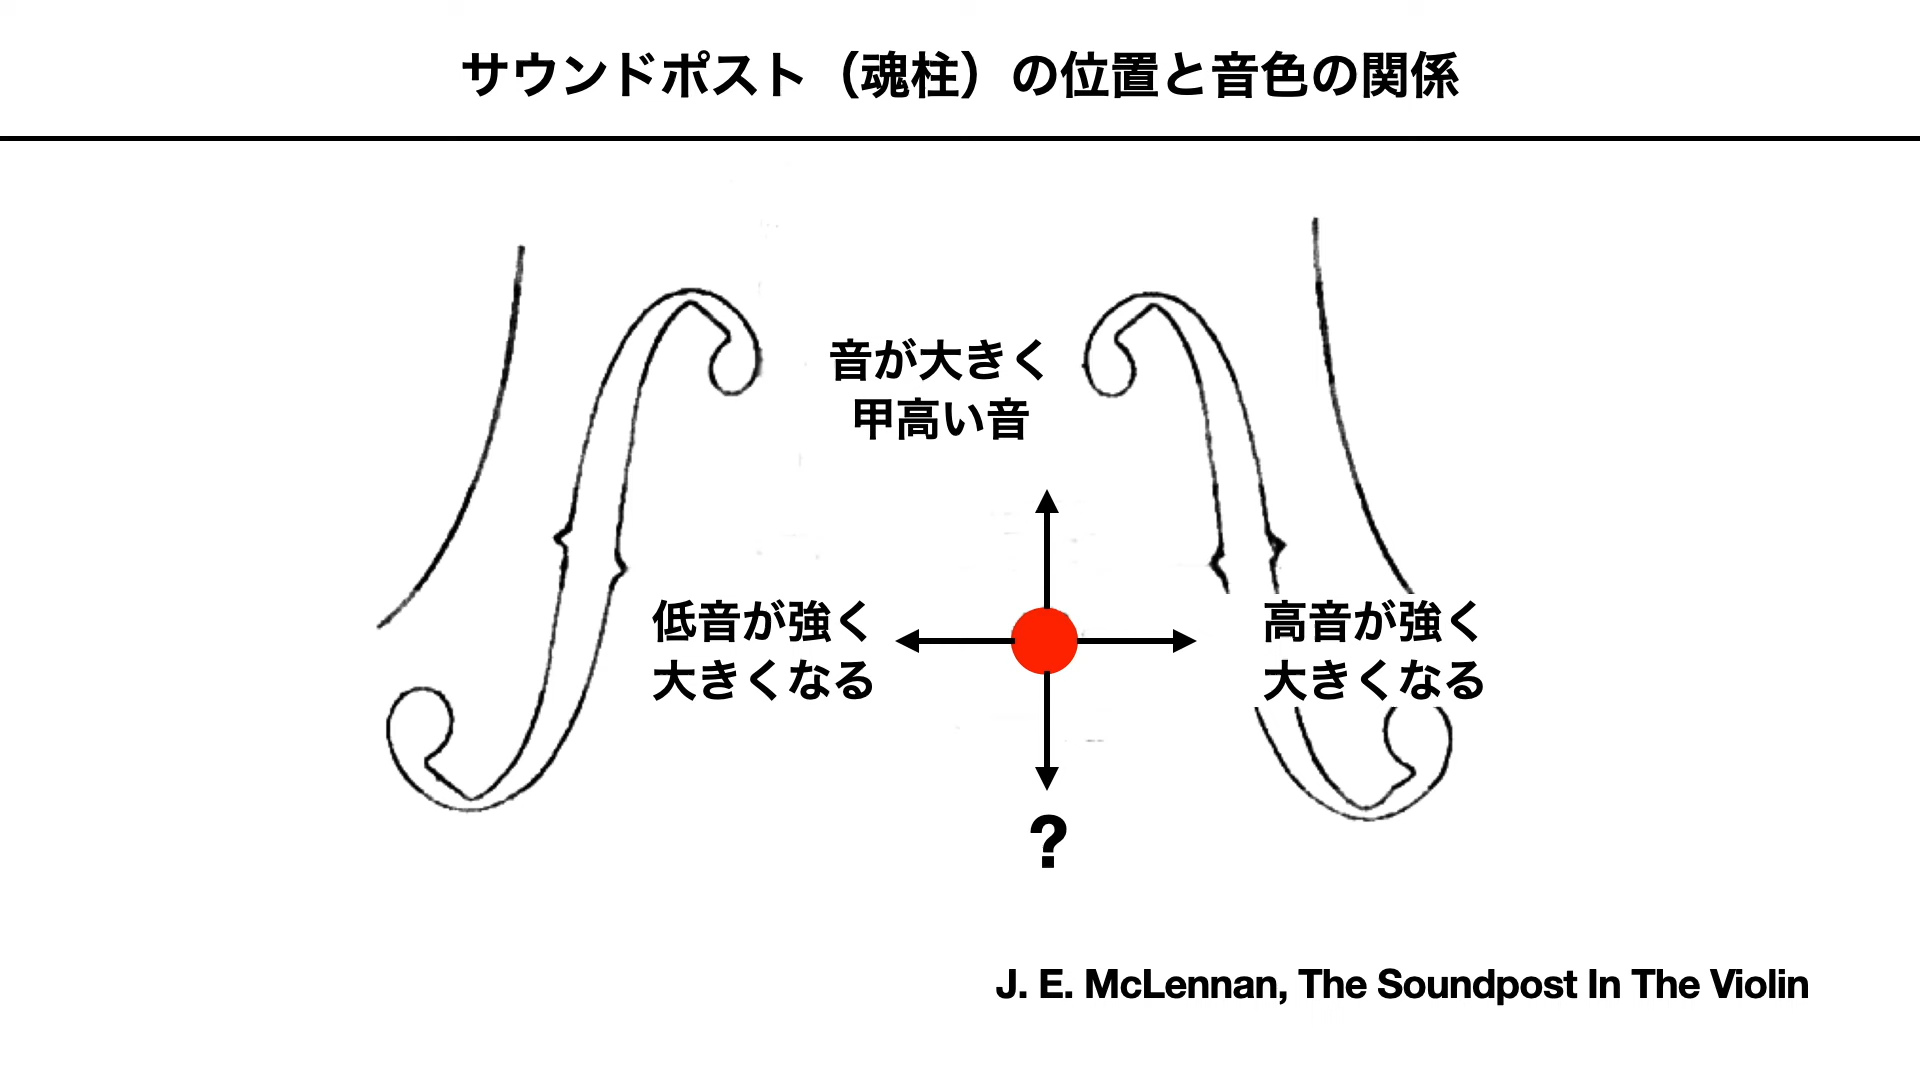 サウンドポスト（魂柱）の位置と音色の関係
音が大きく
甲高い音
低音が強く
大きくなる
高音が強く
大きくなる
?
J. E. McLennan, The Soundpost In The Violin